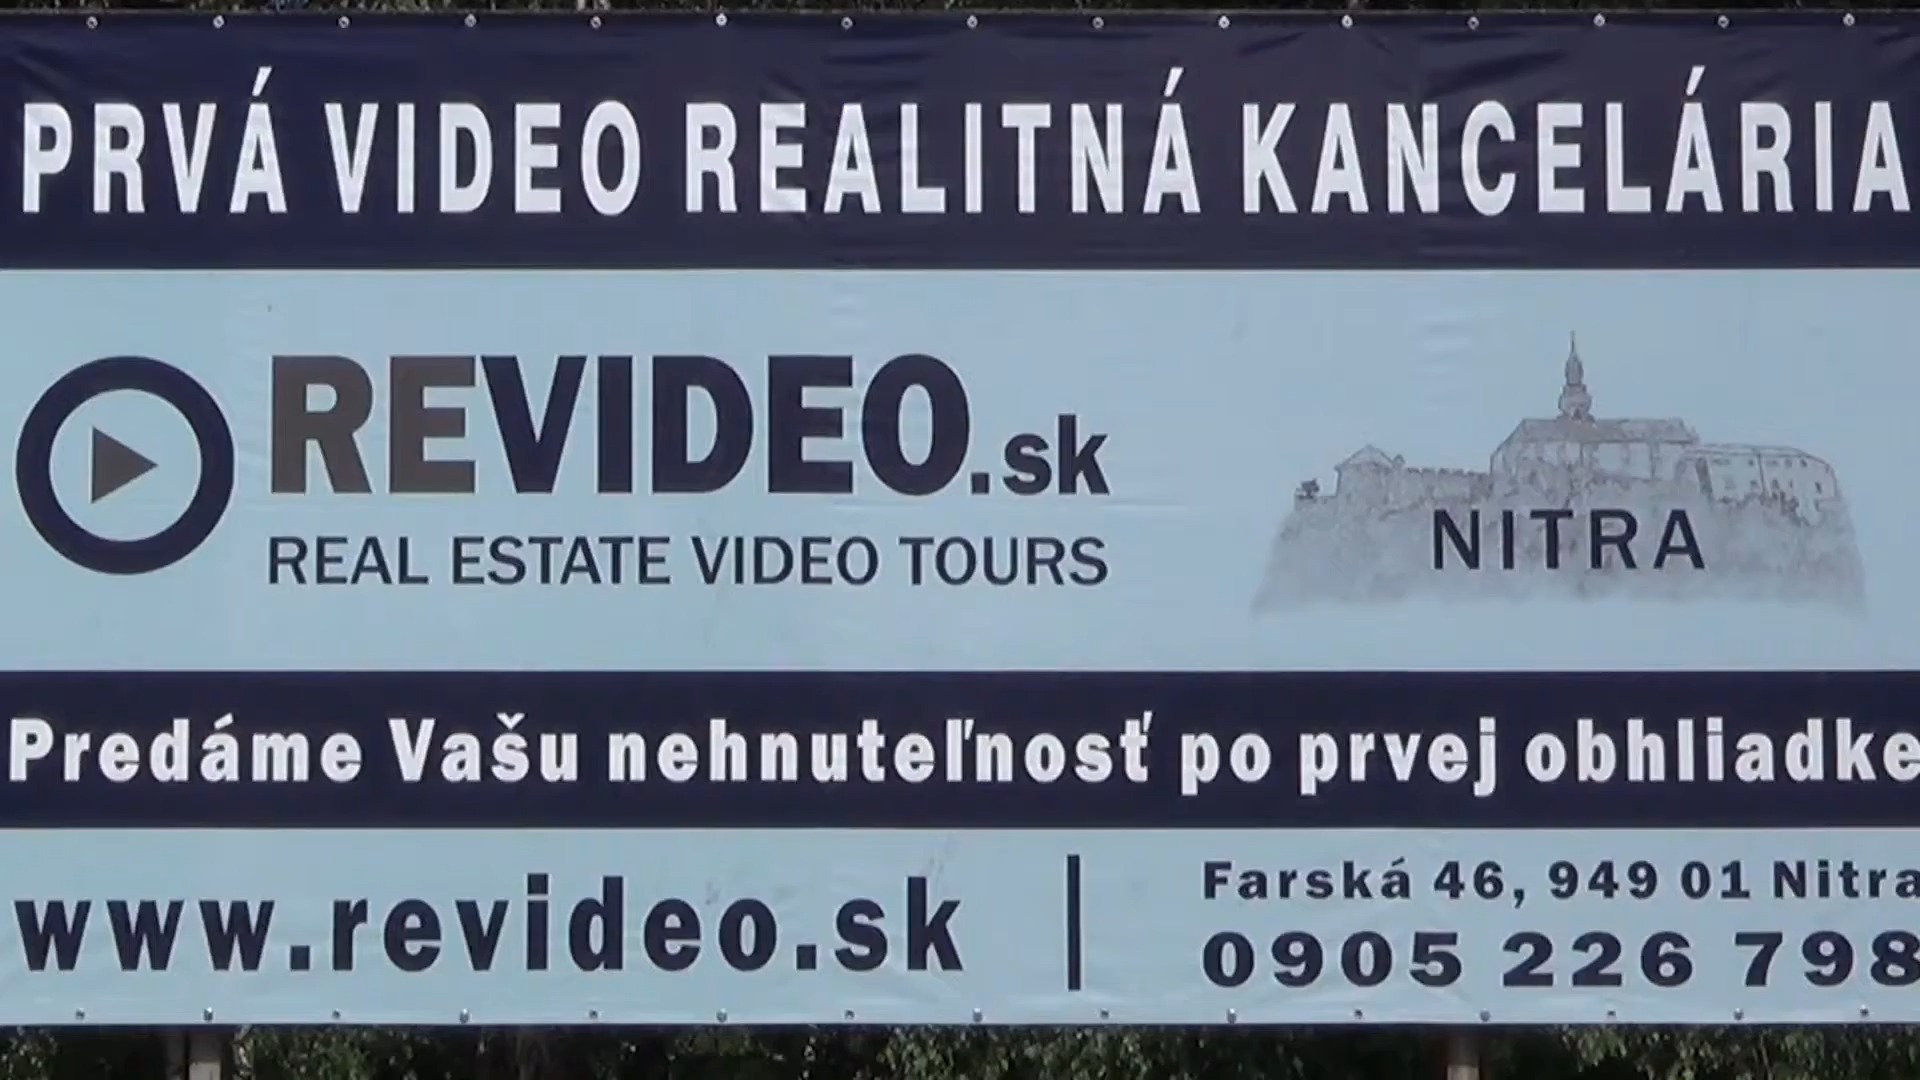 PRVÁ VIDEO REALITNÁ KANCELÁRIA
REVIDEO.sk
REAL ESTATE VIDEO TOURS
NITRA
Predáme Vašu nehnuteľnosť po prvej obhliadke
www.revideo.sk
Farská 46, 949 01 Nitra
0905 226 798